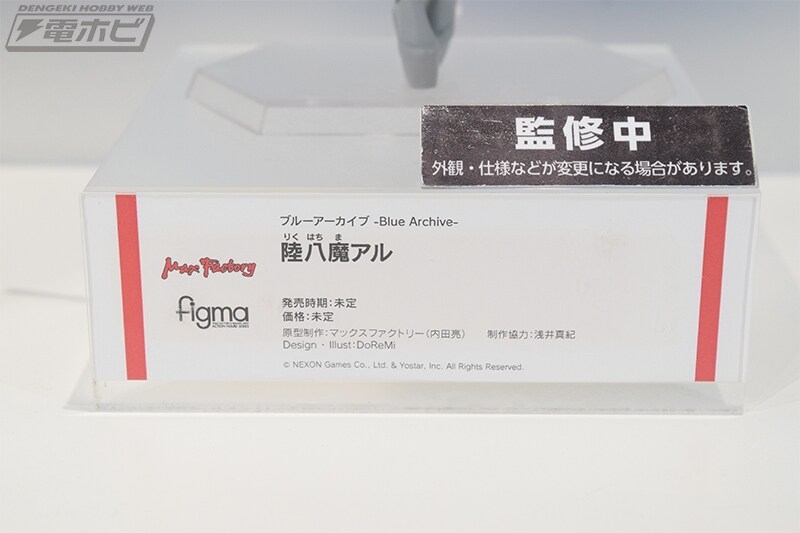 DENGEKI HOBBY WEB
電ホビ
監修中
外観・仕様などが変更になる場合があります。
ブルーアーカイブ -Blue Archive-
りく はち ま
陸八魔アル
Max Factory
figma
発売時期：未定
価格：未定
原型制作：マックスファクトリー（内田亮） 制作協力：浅井真紀
Design・Illust：DoReMi
© NEXON Games Co., Ltd. & Yostar, Inc. All Rights Reserved.